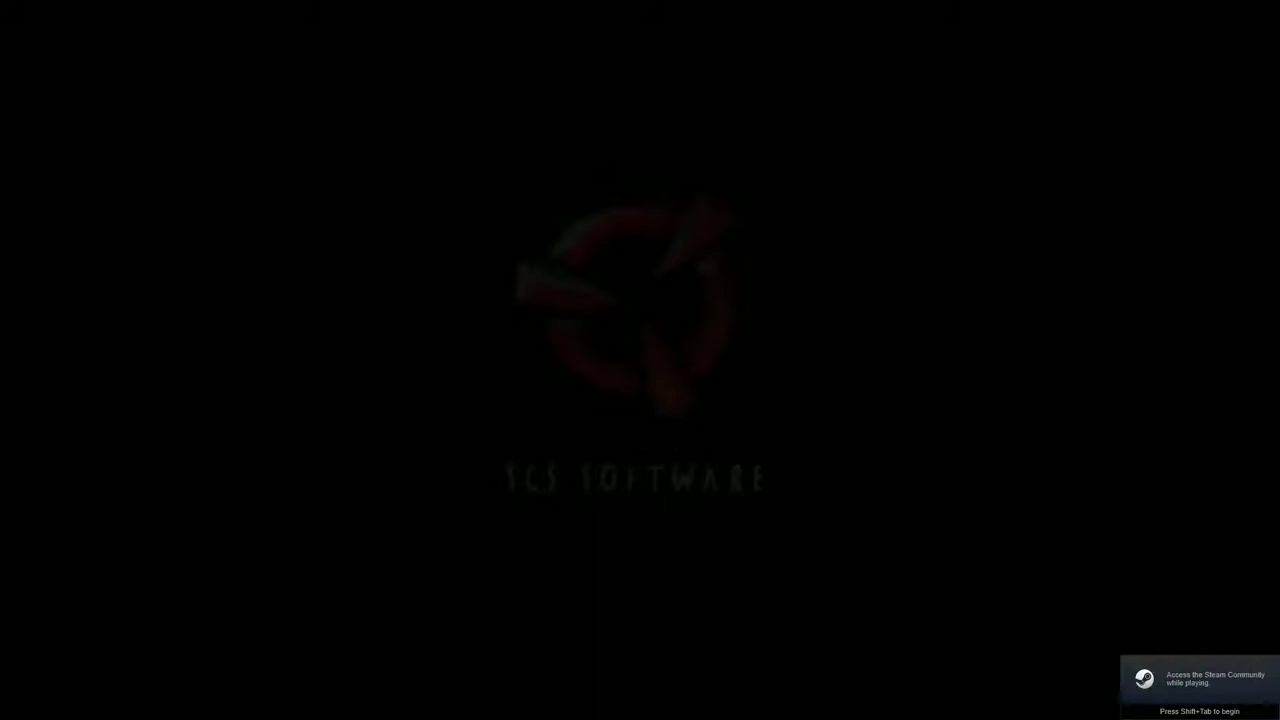 SCS SOFTWARE
Access the Steam Community
while playing.
Press Shift+Tab to begin